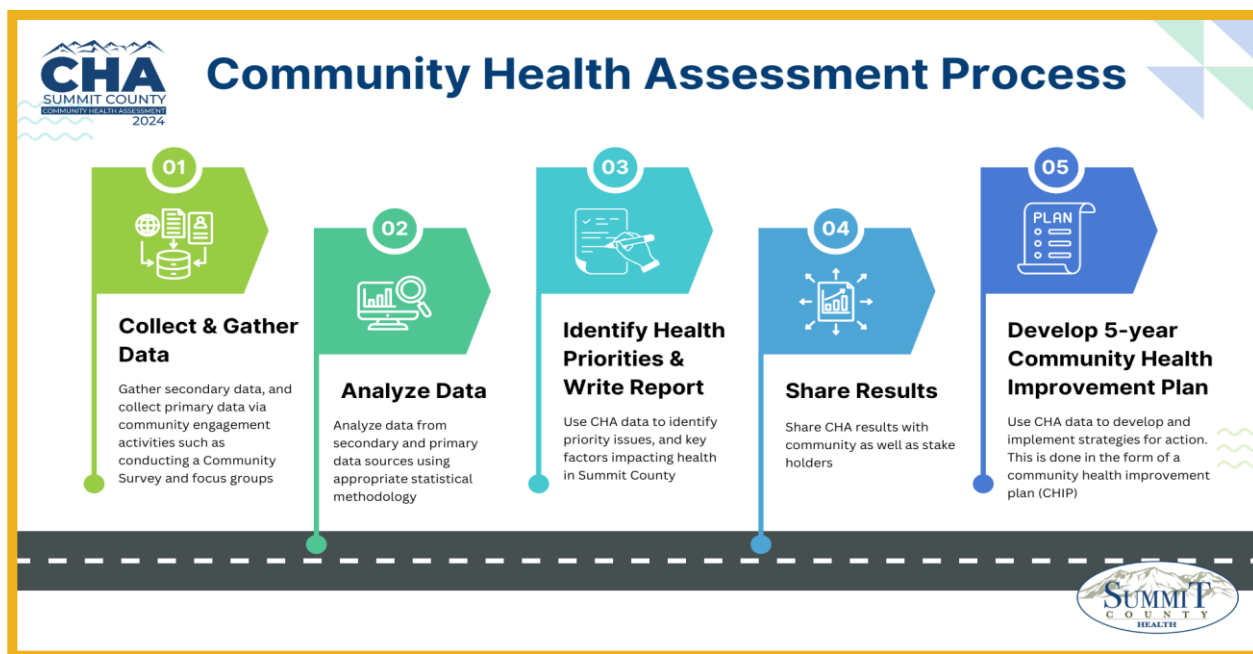 CHA
SUMMIT COUNTY
COMMUNITY HEALTH ASSESSMENT
2024
Community Health Assessment Process
01
Collect & Gather
Data
Gather secondary data, and
collect primary data via
community engagement
activities such as
conducting a Community
Survey and focus groups
02
Analyze Data
Analyze data from
secondary and primary
data sources using
appropriate statistical
methodology
03
Identify Health
Priorities &
Write Report
Use CHA data to identify
priority issues, and key
factors impacting health
in Summit County
04
Share Results
Share CHA results with
community as well as stake
holders
05
PLAN
Develop 5-year
Community Health
Improvement Plan
Use CHA data to develop and
implement strategies for action.
This is done in the form of a
community health improvement
plan (CHIP)
SUMMIT
COUNTY
HEALTH